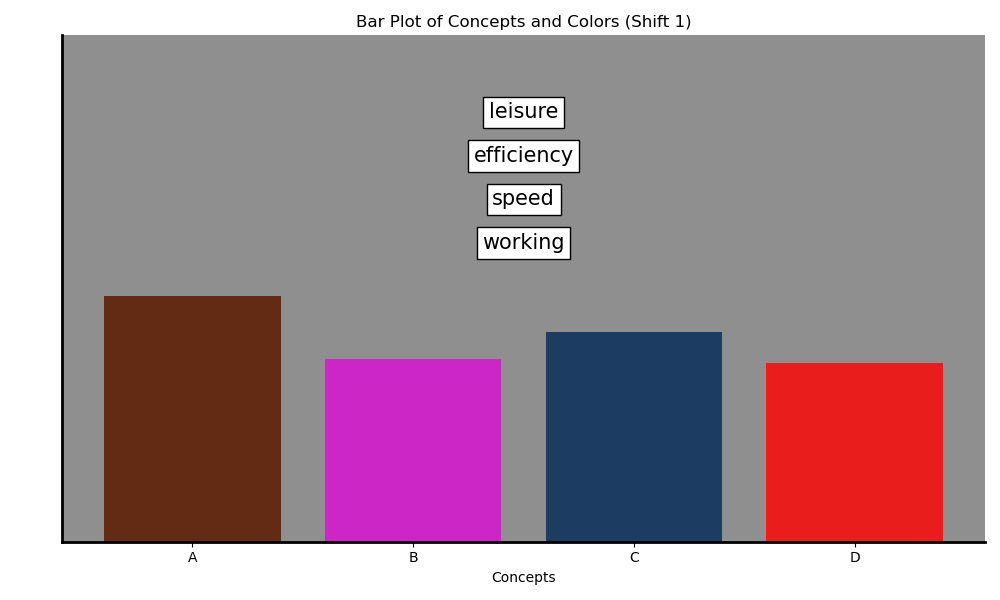 Bar Plot of Concepts and Colors (Shift 1)
leisure
efficiency
speed
working
A B C D
Concepts